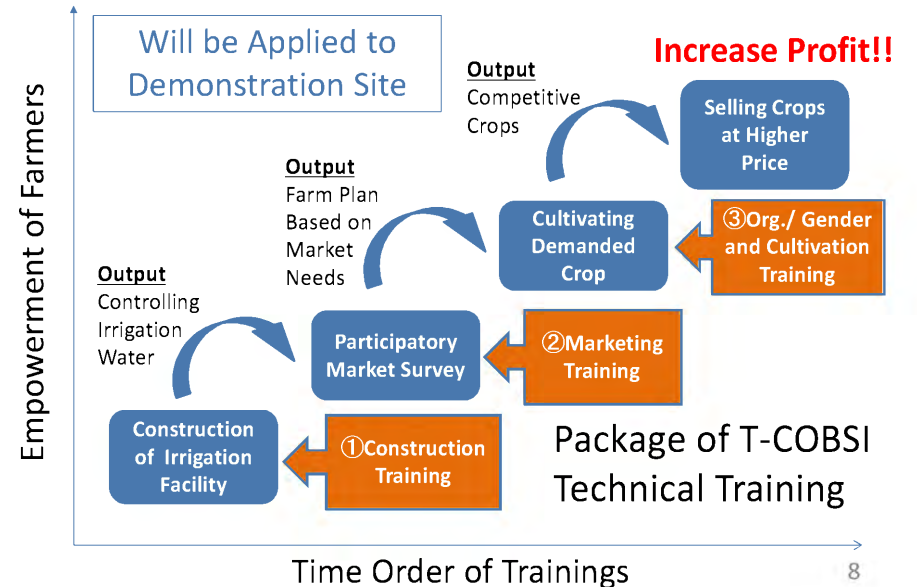 Will be Applied to
Demonstration Site
Increase Profit!!
Output
Competitive
Crops
Selling Crops
at Higher
Price
Output
Farm Plan
Based on
Market
Needs
Cultivating
Demanded
Crop
③Org./ Gender
and Cultivation
Training
Output
Controlling
Irrigation
Water
Participatory
Market Survey
②Marketing
Training
Construction
of Irrigation
Facility
①Construction
Training
Package of T-COBSI
Technical Training
Empowerment of Farmers
Time Order of Trainings
8